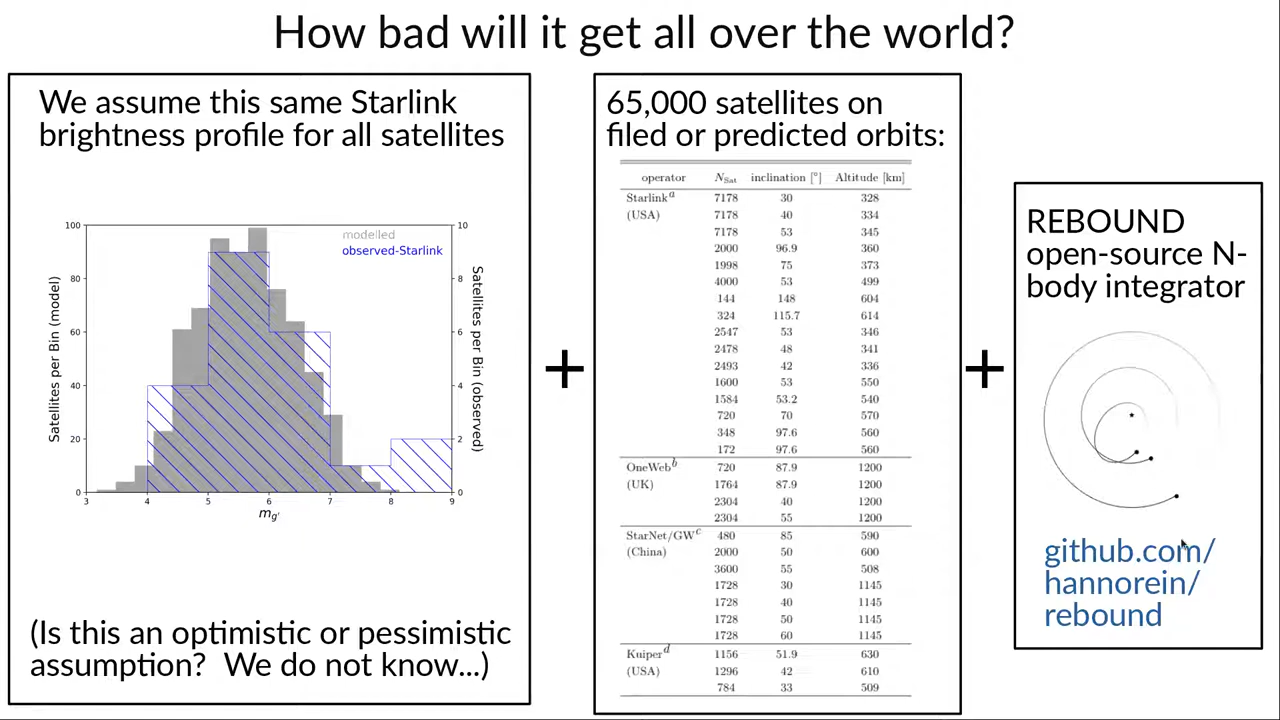 How bad will it get all over the world?
We assume this same Starlink
brightness profile for all satellites
modelled
observed-Starlink
Satellites per Bin (model)
Satellites per Bin (observed)
100
80
60
40
20
0
10
8
6
4
2
0
3 4 5 6 7 8 9
m_g'
(Is this an optimistic or pessimistic
assumption? We do not know...)
+
65,000 satellites on
filed or predicted orbits:
operator N_Sat inclination [°] Altitude [km]
Starlink^a 7178 30 328
(USA) 7178 40 334
7178 53 345
2000 96.9 360
1998 75 373
4000 53 499
144 148 604
324 115.7 614
2547 53 346
2478 48 341
2493 42 336
1600 53 550
1584 53.2 540
720 70 570
348 97.6 560
172 97.6 560
OneWeb^b 720 87.9 1200
(UK) 1764 87.9 1200
2304 40 1200
2304 55 1200
StarNet/GW^c 480 85 590
(China) 2000 50 600
3600 55 508
1728 30 1145
1728 40 1145
1728 50 1145
1728 60 1145
Kuiper^d 1156 51.9 630
(USA) 1296 42 610
784 33 509
+
REBOUND
open-source N-
body integrator
github.com/
hannorein/
rebound